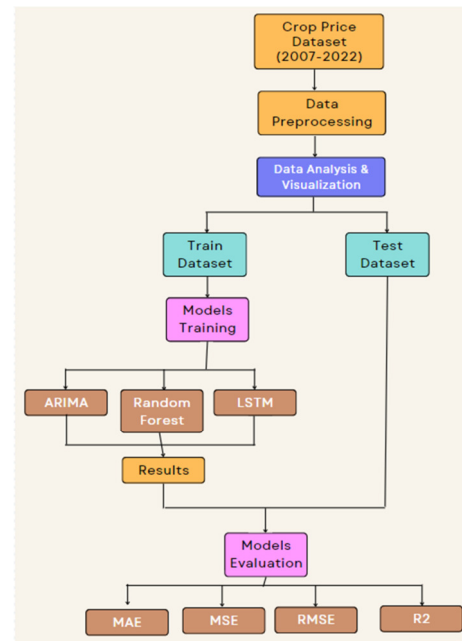 Crop Price
Dataset
(2007-2022)
Data
Preprocessing
Data Analysis &
Visualization
Train
Dataset
Test
Dataset
Models
Training
ARIMA
Random
Forest
LSTM
Results
Models
Evaluation
MAE
MSE
RMSE
R2